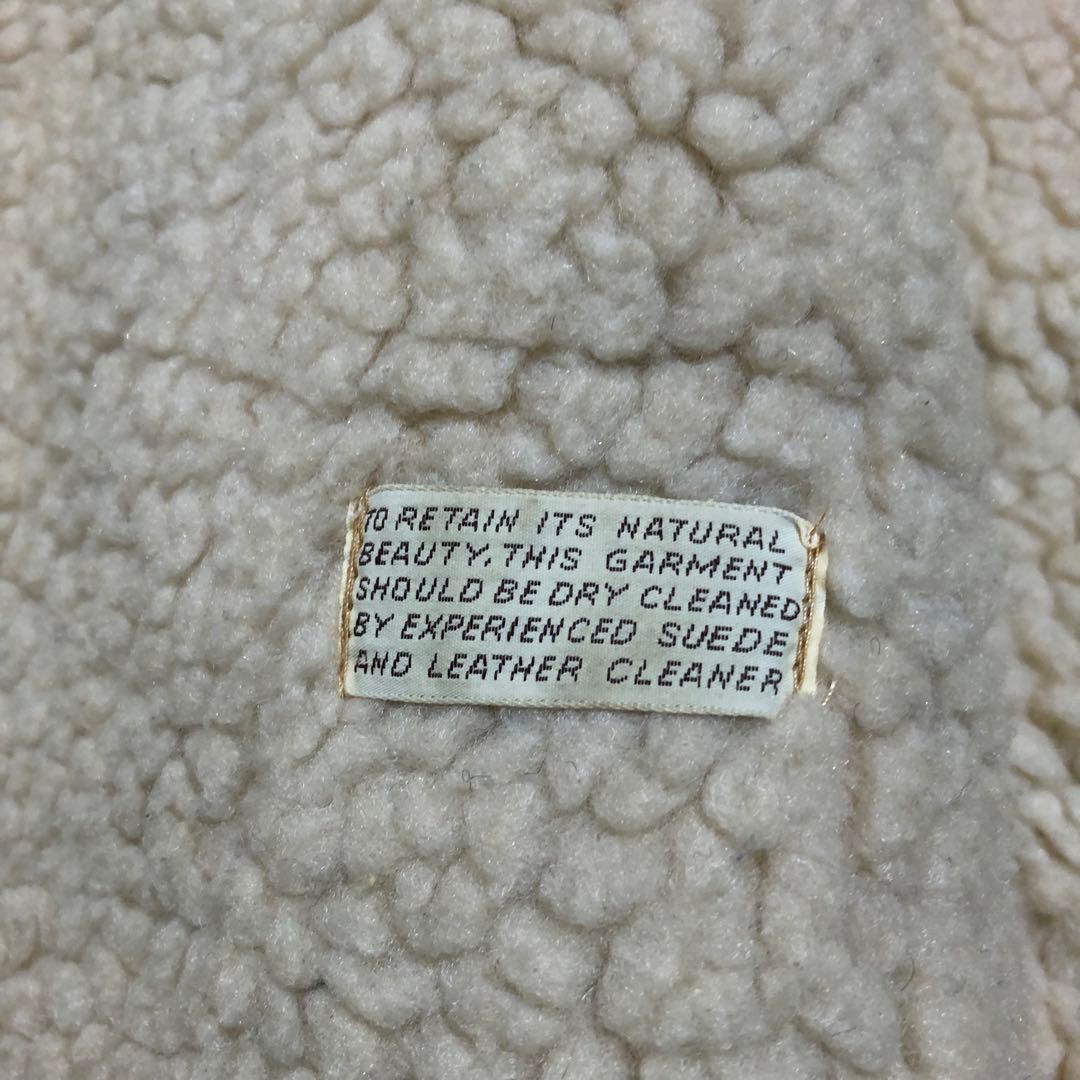 TO RETAIN ITS NATURAL
BEAUTY, THIS GARMENT
SHOULD BE DRY CLEANED
BY EXPERIENCED SUEDE
AND LEATHER CLEANER